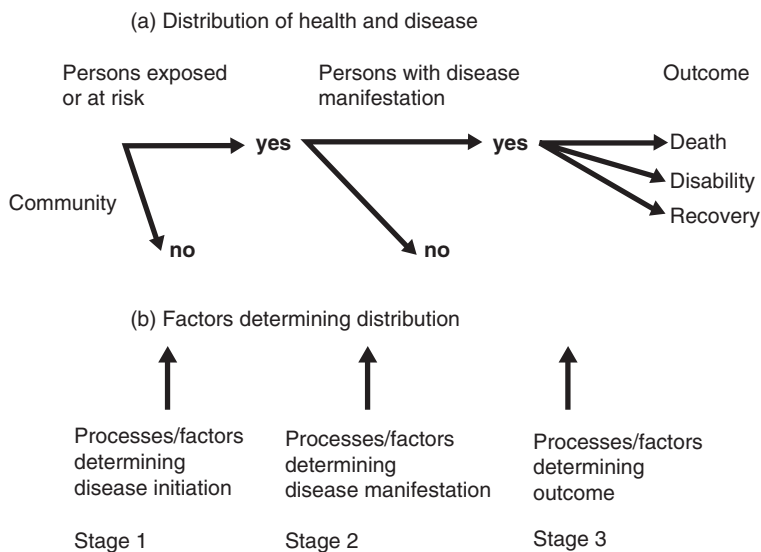 (a) Distribution of health and disease
Persons exposed
or at risk
Persons with disease
manifestation
Outcome
yes
yes
Death
Disability
Recovery
Community
no
no
(b) Factors determining distribution
Processes/factors
determining
disease initiation
Stage 1
Processes/factors
determining
disease manifestation
Stage 2
Processes/factors
determining
outcome
Stage 3